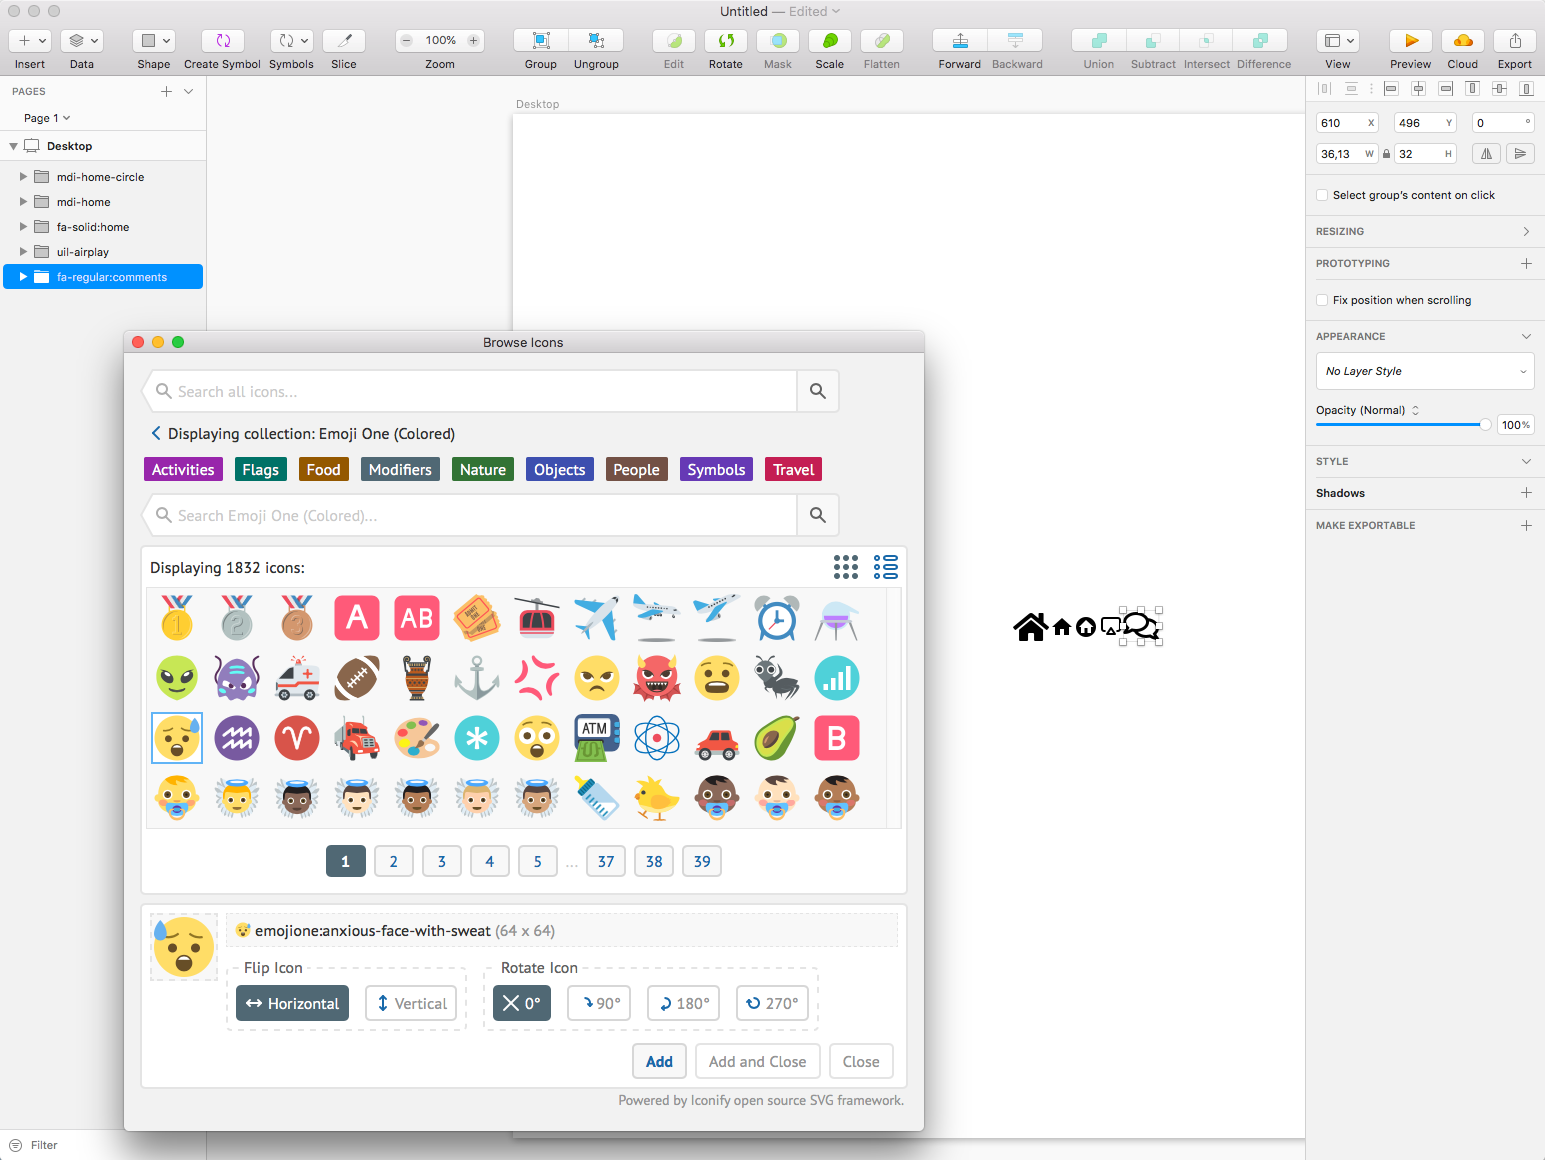 Untitled — Edited
100%
Insert Data Shape Create Symbol Symbols Slice Zoom Group Ungroup Edit Rotate Mask Scale Flatten Forward Backward Union Subtract Intersect Difference View Preview Cloud Export
PAGES
Page 1
Desktop
mdi-home-circle
mdi-home
fa-solid:home
uil-airplay
fa-regular:comments
Filter
Desktop
Browse Icons
Search all icons...
Displaying collection: Emoji One (Colored)
Activities Flags Food Modifiers Nature Objects People Symbols Travel
Search Emoji One (Colored)...
Displaying 1832 icons:
1 2 3 A AB ADMIT ONE
ATM B
1 2 3 4 5 ... 37 38 39
emojione:anxious-face-with-sweat (64 x 64)
Flip Icon Rotate Icon
Horizontal Vertical 0° 90° 180° 270°
Add Add and Close Close
Powered by Iconify open source SVG framework.
610 X 496 Y 0 °
36,13 W 32 H
Select group's content on click
RESIZING
PROTOTYPING
Fix position when scrolling
APPEARANCE
No Layer Style
Opacity (Normal)
100%
STYLE
Shadows
MAKE EXPORTABLE